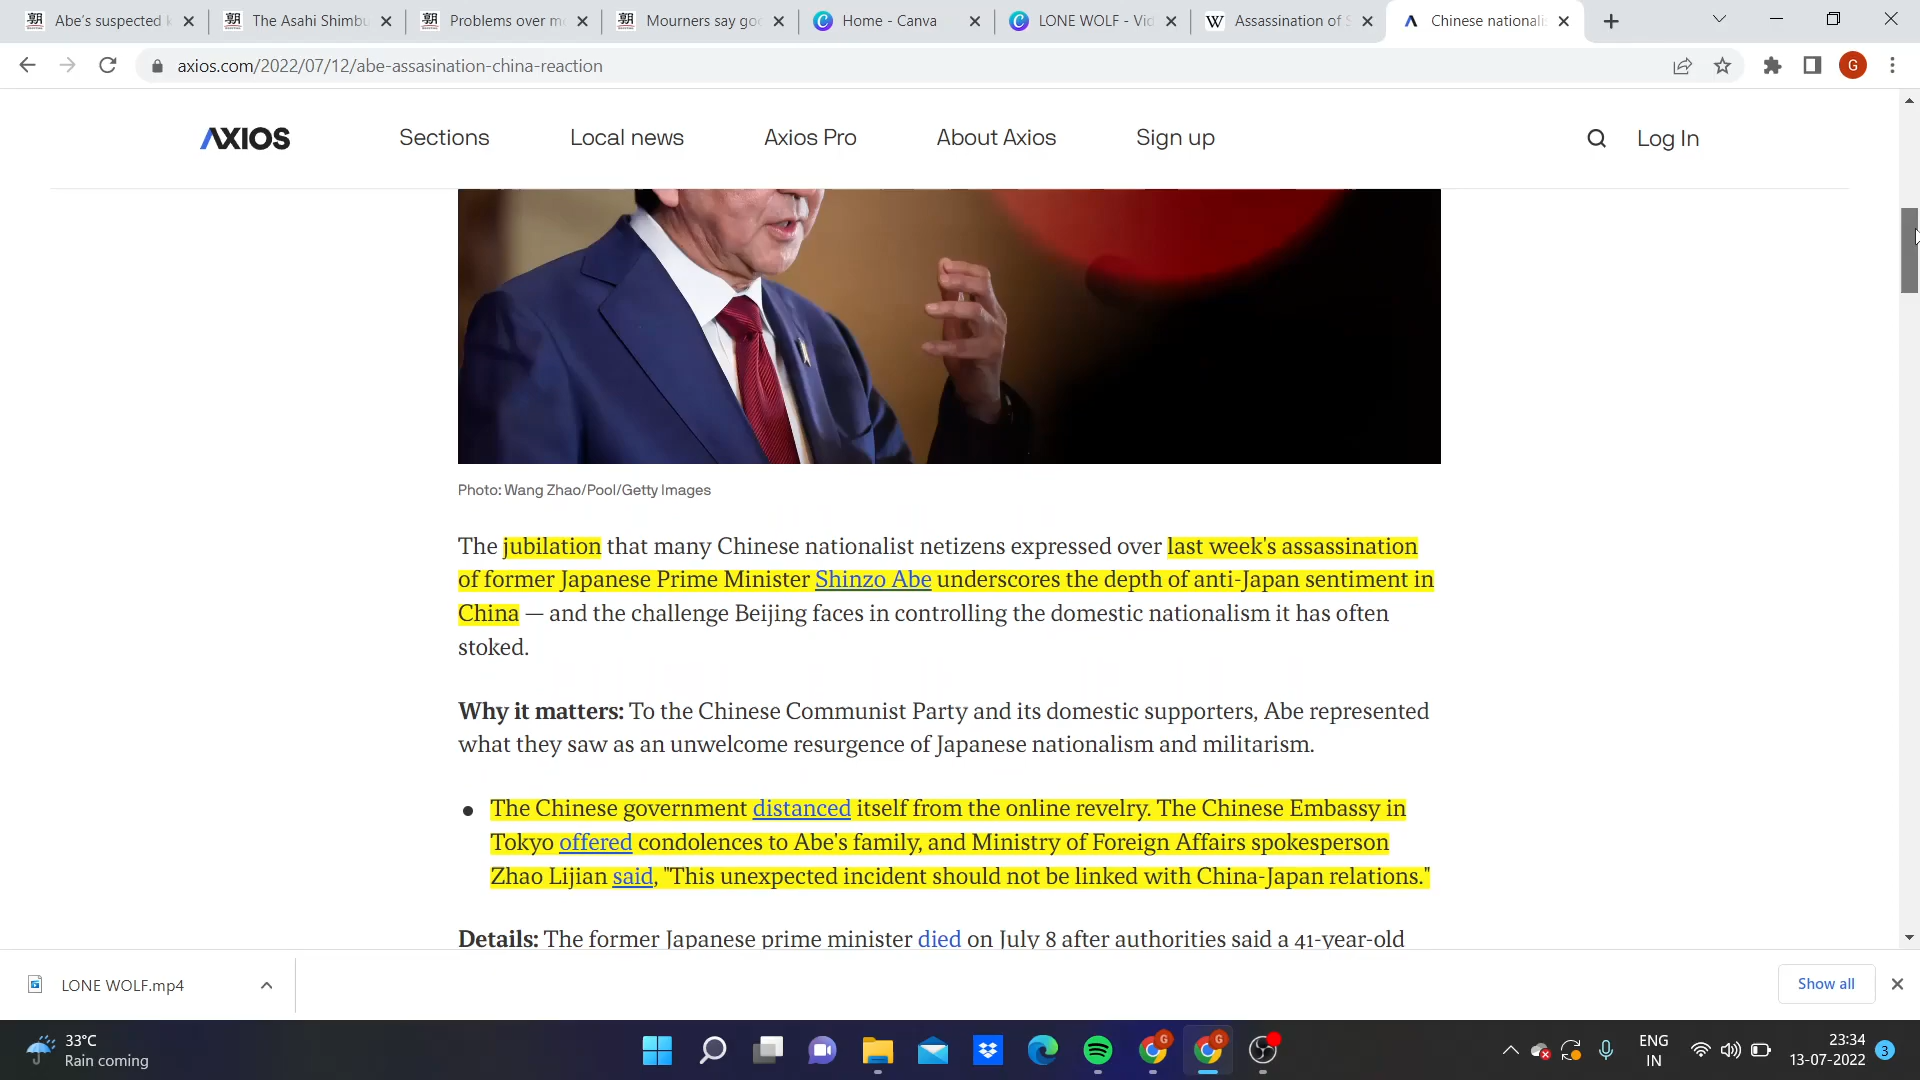 Abe's suspected k
The Asahi Shimbu
Problems over m
Mourners say go
Home - Canva
LONE WOLF - Vid
Assassination of S
Chinese nationali
axios.com/2022/07/12/abe-assasination-china-reaction
G
AXIOS
Sections
Local news
Axios Pro
About Axios
Sign up
Log In
Photo: Wang Zhao/Pool/Getty Images
The jubilation that many Chinese nationalist netizens expressed over last week's assassination
of former Japanese Prime Minister Shinzo Abe underscores the depth of anti-Japan sentiment in
China — and the challenge Beijing faces in controlling the domestic nationalism it has often
stoked.
Why it matters: To the Chinese Communist Party and its domestic supporters, Abe represented
what they saw as an unwelcome resurgence of Japanese nationalism and militarism.
• The Chinese government distanced itself from the online revelry. The Chinese Embassy in
Tokyo offered condolences to Abe's family, and Ministry of Foreign Affairs spokesperson
Zhao Lijian said, "This unexpected incident should not be linked with China-Japan relations."
Details: The former Japanese prime minister died on July 8 after authorities said a 41-year-old
LONE WOLF.mp4
Show all
33°C
Rain coming
ENG
IN
23:34
13-07-2022
3